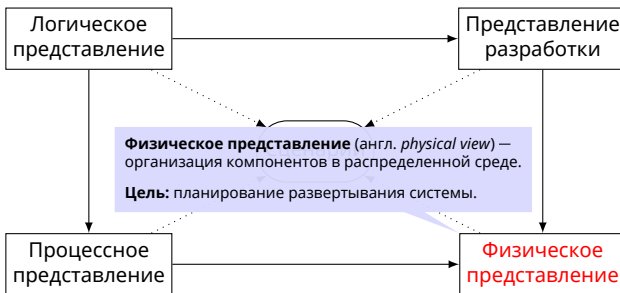 Логическое
представление
Представление
разработки
Физическое представление (англ. physical view) —
организация компонентов в распределенной среде.
Цель: планирование развертывания системы.
Процессное
представление
Физическое
представление